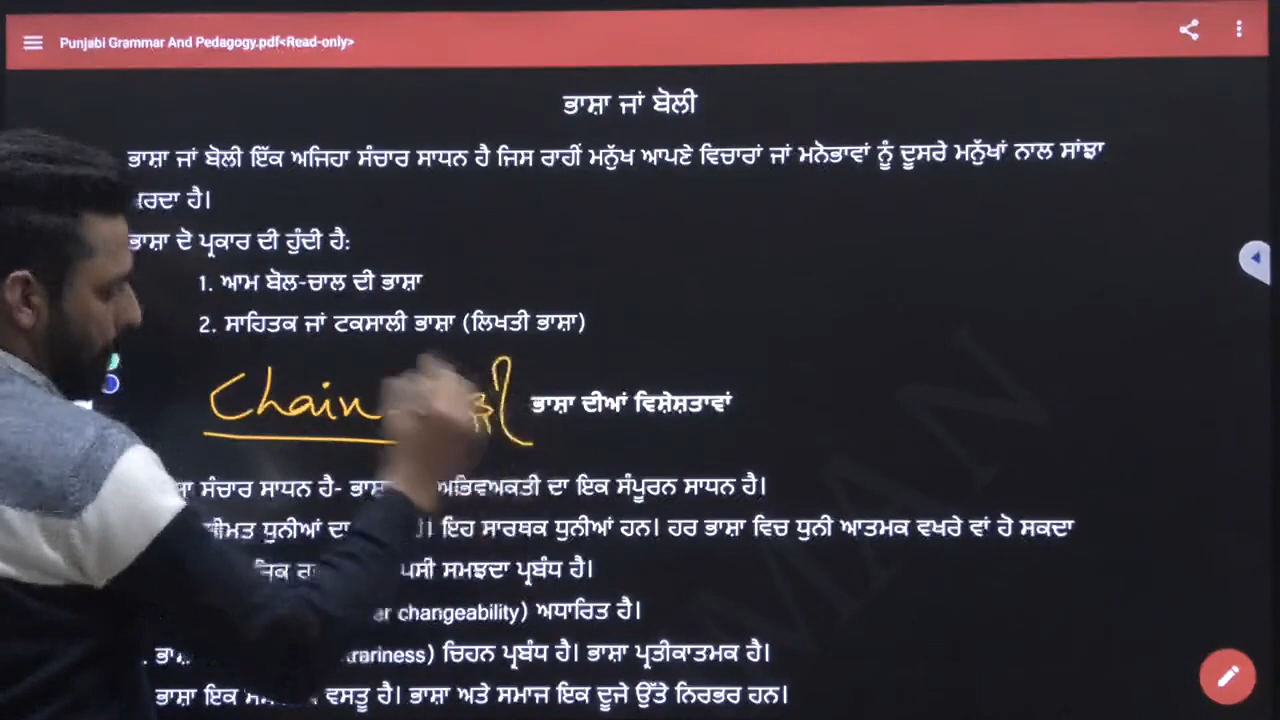 Punjabi Grammar And Pedagogy.pdf<Read-only>
ਭਾਸ਼ਾ ਜਾਂ ਬੋਲੀ
ਭਾਸ਼ਾ ਜਾਂ ਬੋਲੀ ਇੱਕ ਅਜਿਹਾ ਸੰਚਾਰ ਸਾਧਨ ਹੈ ਜਿਸ ਰਾਹੀਂ ਮਨੁੱਖ ਆਪਣੇ ਵਿਚਾਰਾਂ ਜਾਂ ਮਨੋਭਾਵਾਂ ਨੂੰ ਦੂਸਰੇ ਮਨੁੱਖਾਂ ਨਾਲ ਸਾਂਝਾ
ਕਰਦਾ ਹੈ।
ਭਾਸ਼ਾ ਦੋ ਪ੍ਰਕਾਰ ਦੀ ਹੁੰਦੀ ਹੈ:
1. ਆਮ ਬੋਲ-ਚਾਲ ਦੀ ਭਾਸ਼ਾ
2. ਸਾਹਿਤਕ ਜਾਂ ਟਕਸਾਲੀ ਭਾਸ਼ਾ (ਲਿਖਤੀ ਭਾਸ਼ਾ)
Chain
ਭਾਸ਼ਾ ਦੀਆਂ ਵਿਸ਼ੇਸ਼ਤਾਵਾਂ
ਸੰਚਾਰ ਸਾਧਨ ਹੈ- ਅਭਿਵਅਕਤੀ ਦਾ ਇਕ ਸੰਪੂਰਨ ਸਾਧਨ ਹੈ।
ਧੁਨੀਆਂ ਦਾ ਇਹ ਸਾਰਥਕ ਧੁਨੀਆਂ ਹਨ। ਹਰ ਭਾਸ਼ਾ ਵਿਚ ਧੁਨੀ ਆਤਮਕ ਵਖਰੇ ਵਾਂ ਹੋ ਸਕਦਾ
ਸਮਝਦਾ ਪ੍ਰਬੰਧ ਹੈ।
changeability) ਅਧਾਰਿਤ ਹੈ।
ਚਿਹਨ ਪ੍ਰਬੰਧ ਹੈ। ਭਾਸ਼ਾ ਪ੍ਰਤੀਕਾਤਮਕ ਹੈ।
ਭਾਸ਼ਾ ਇਕ ਵਸਤੂ ਹੈ। ਭਾਸ਼ਾ ਅਤੇ ਸਮਾਜ ਇਕ ਦੂਜੇ ਉੱਤੇ ਨਿਰਭਰ ਹਨ।